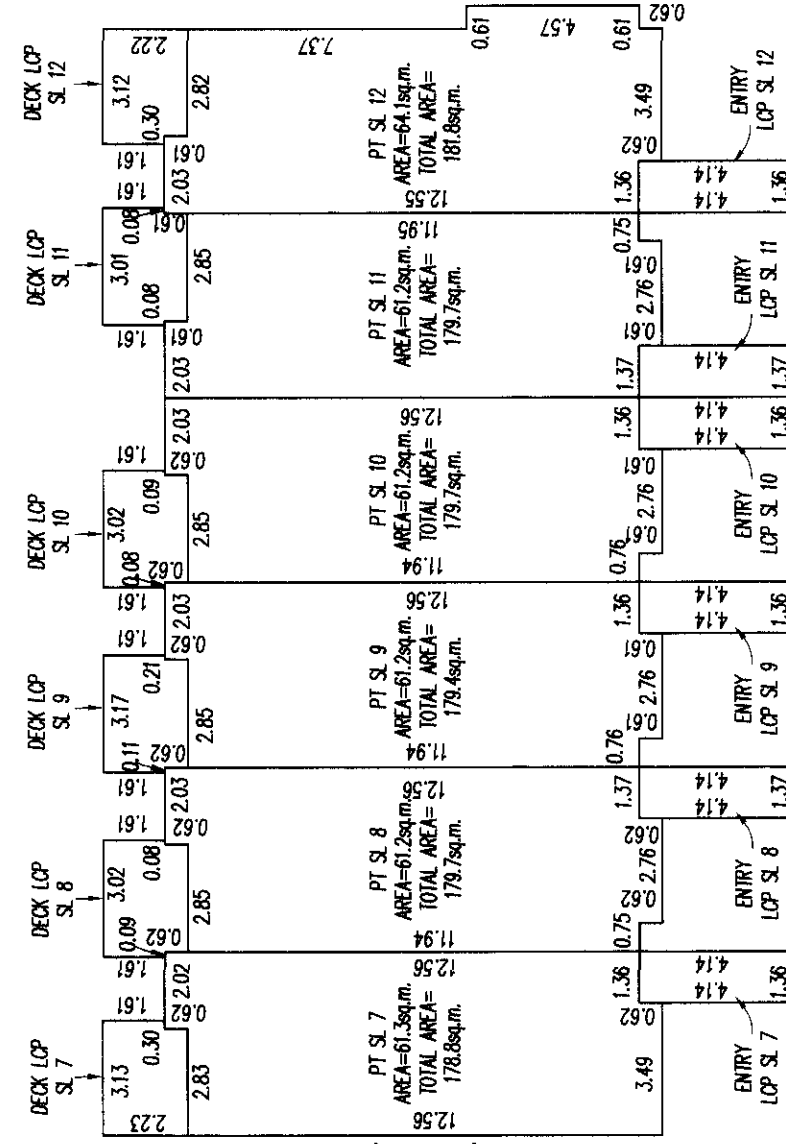 DECK LCP
SL 7
DECK LCP
SL 8
DECK LCP
SL 9
DECK LCP
SL 10
DECK LCP
SL 11
DECK LCP
SL 12
2.23
3.13
0.30
1.61
1.61
0.09
3.02
0.08
1.61
1.61
0.11
3.17
0.21
1.61
1.61
0.08
3.02
0.09
1.61
1.61
0.08
3.01
0.08
1.61
1.61
0.30
3.12
2.22
2.83
0.62
2.02
0.62
2.85
0.62
2.03
0.62
2.85
0.62
2.03
0.62
2.85
0.62
2.03
2.03
0.61
2.85
0.61
2.03
0.61
2.82
7.37
0.61
4.57
0.61
0.62
12.56
PT SL 7
AREA=61.3sq.m.
TOTAL AREA=
178.8sq.m.
12.56
11.94
PT SL 8
AREA=61.2sq.m.
TOTAL AREA=
179.7sq.m.
12.56
11.94
PT SL 9
AREA=61.2sq.m.
TOTAL AREA=
179.4sq.m.
12.56
11.94
PT SL 10
AREA=61.2sq.m.
TOTAL AREA=
179.7sq.m.
12.56
PT SL 11
AREA=61.2sq.m.
TOTAL AREA=
179.7sq.m.
11.95
12.55
PT SL 12
AREA=64.1sq.m.
TOTAL AREA=
181.8sq.m.
3.49
0.62
1.36
0.75
0.62
2.76
0.62
1.37
0.76
0.61
2.76
0.61
1.36
0.76
0.61
2.76
0.61
1.36
1.37
0.61
2.76
0.61
0.75
1.36
0.62
3.49
4.14
4.14
4.14
4.14
4.14
4.14
4.14
4.14
4.14
4.14
4.14
1.36
1.37
1.36
1.36
1.37
1.36
ENTRY
LCP SL 7
ENTRY
LCP SL 8
ENTRY
LCP SL 9
ENTRY
LCP SL 10
ENTRY
LCP SL 11
ENTRY
LCP SL 12